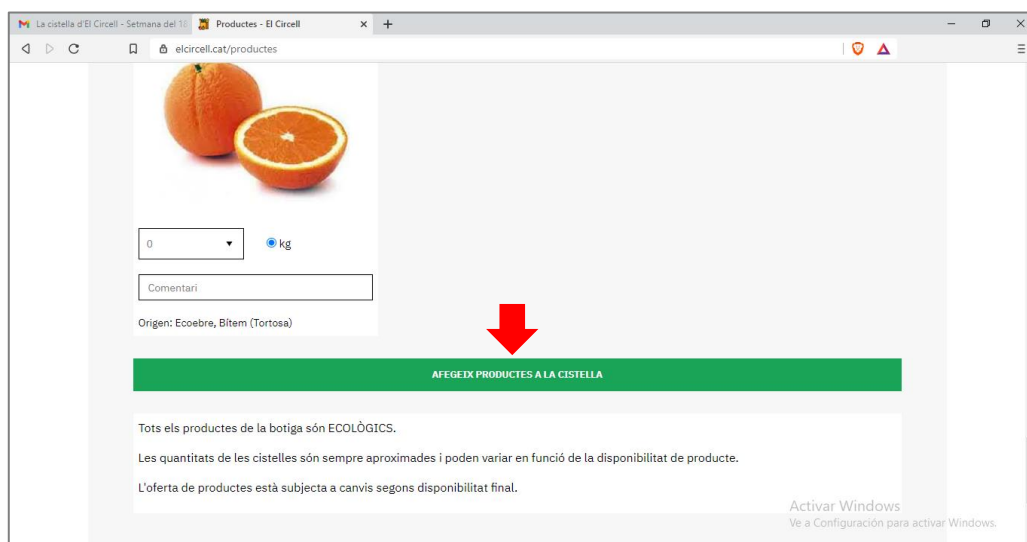 La cistella d'El Circell - Setmana del 18
Productes - El Circell
elcircell.cat/productes
0
kg
Comentari
Origen: Ecoebre, Bítem (Tortosa)
AFEGEIX PRODUCTES A LA CISTELLA
Tots els productes de la botiga són ECOLÒGICS.
Les quantitats de les cistelles són sempre aproximades i poden variar en funció de la disponibilitat de producte.
L'oferta de productes està subjecta a canvis segons disponibilitat final.
Activar Windows
Ve a Configuración para activar Windows.